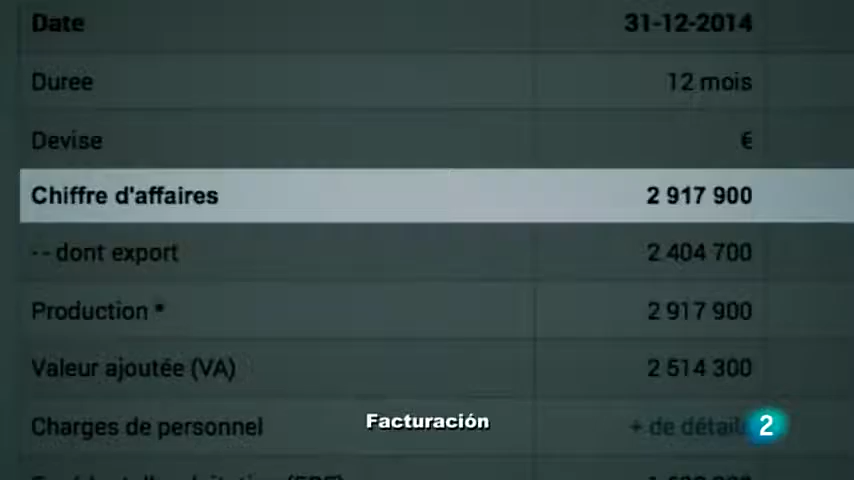 Date 31-12-2014
Duree 12 mois
Devise €
Chiffre d'affaires 2 917 900
-- dont export 2 404 700
Production * 2 917 900
Valeur ajoutée (VA) 2 514 300
Charges de personnel + de détails
Facturación
2